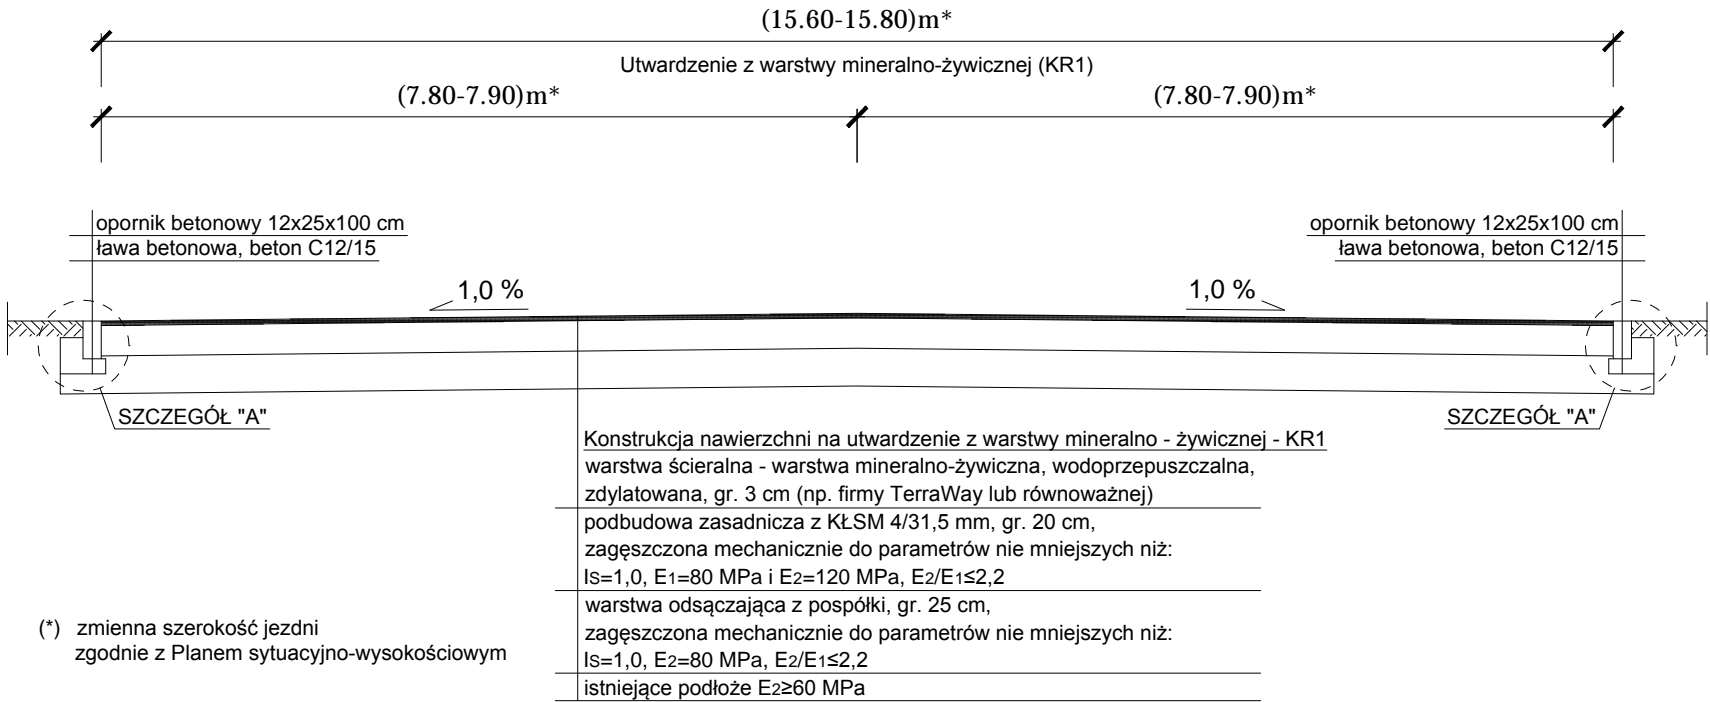 (15.60-15.80)m*
Utwardzenie z warstwy mineralno-żywicznej (KR1)
(7.80-7.90)m*
(7.80-7.90)m*
opornik betonowy 12x25x100 cm
ława betonowa, beton C12/15
opornik betonowy 12x25x100 cm
ława betonowa, beton C12/15
1,0 %
1,0 %
SZCZEGÓŁ "A"
SZCZEGÓŁ "A"
Konstrukcja nawierzchni na utwardzenie z warstwy mineralno - żywicznej - KR1
warstwa ścieralna - warstwa mineralno-żywiczna, wodoprzepuszczalna,
zdylatowana, gr. 3 cm (np. firmy TerraWay lub równoważnej)
podbudowa zasadnicza z KŁSM 4/31,5 mm, gr. 20 cm,
zagęszczona mechanicznie do parametrów nie mniejszych niż:
Is=1,0, E1=80 MPa i E2=120 MPa, E2/E1≤2,2
warstwa odsączająca z pospółki, gr. 25 cm,
zagęszczona mechanicznie do parametrów nie mniejszych niż:
Is=1,0, E2=80 MPa, E2/E1≤2,2
istniejące podłoże E2≥60 MPa
(*) zmienna szerokość jezdni
zgodnie z Planem sytuacyjno-wysokościowym